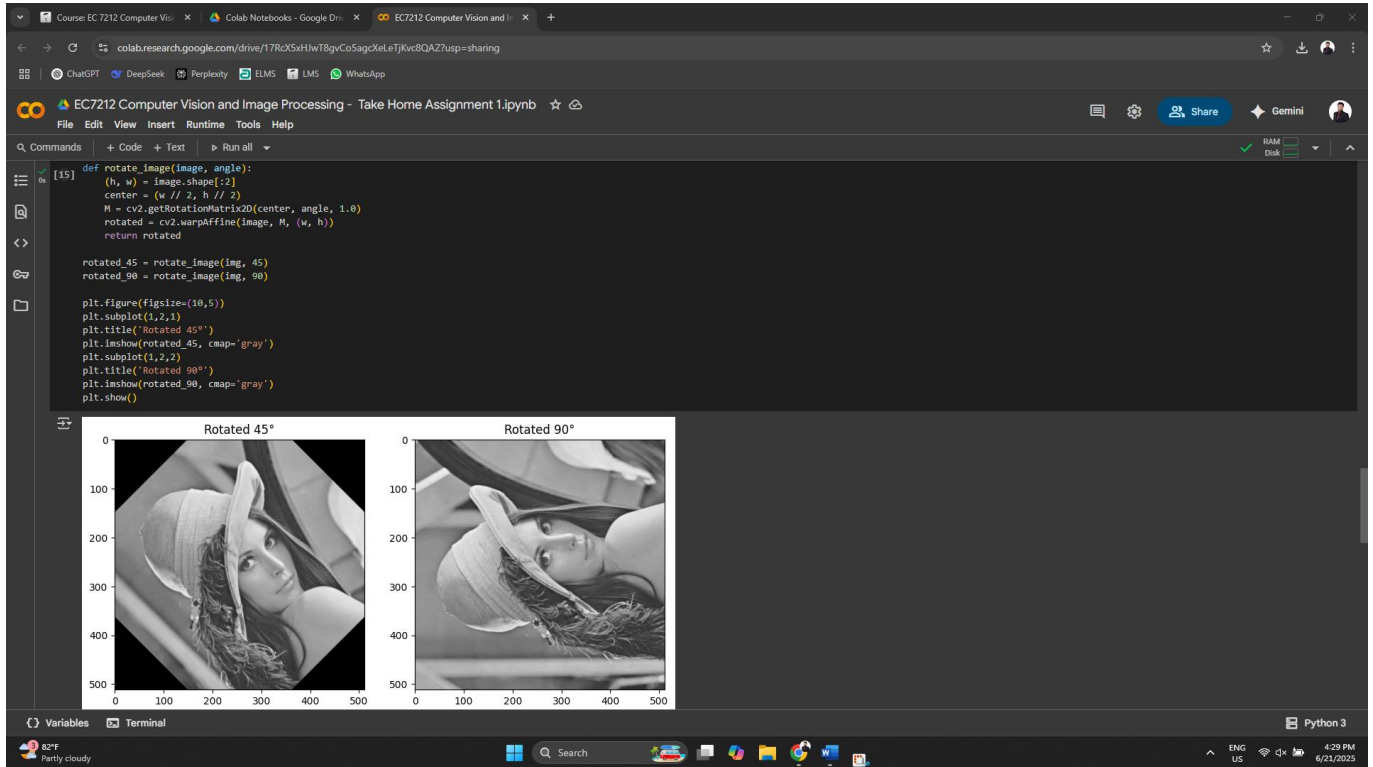 Course: EC 7212 Computer Visi
Colab Notebooks - Google Driv
EC7212 Computer Vision and Im
colab.research.google.com/drive/17RcX5xHJwT8gvCo5agcXeLeTjKvc8QAZ?usp=sharing
ChatGPT DeepSeek Perplexity ELMS LMS WhatsApp
EC7212 Computer Vision and Image Processing - Take Home Assignment 1.ipynb
Share Gemini
File Edit View Insert Runtime Tools Help
Commands + Code + Text Run all
RAM
Disk
0s [15] def rotate_image(image, angle):
(h, w) = image.shape[:2]
center = (w // 2, h // 2)
M = cv2.getRotationMatrix2D(center, angle, 1.0)
rotated = cv2.warpAffine(image, M, (w, h))
return rotated
rotated_45 = rotate_image(img, 45)
rotated_90 = rotate_image(img, 90)
plt.figure(figsize=(10,5))
plt.subplot(1,2,1)
plt.title('Rotated 45°')
plt.imshow(rotated_45, cmap='gray')
plt.subplot(1,2,2)
plt.title('Rotated 90°')
plt.imshow(rotated_90, cmap='gray')
plt.show()
Rotated 45°
0
100
200
300
400
500
0 100 200 300 400 500
Rotated 90°
0
100
200
300
400
500
0 100 200 300 400 500
{} Variables Terminal
Python 3
3
82°F
Partly cloudy
Search
ENG
US
4:29 PM
6/21/2025